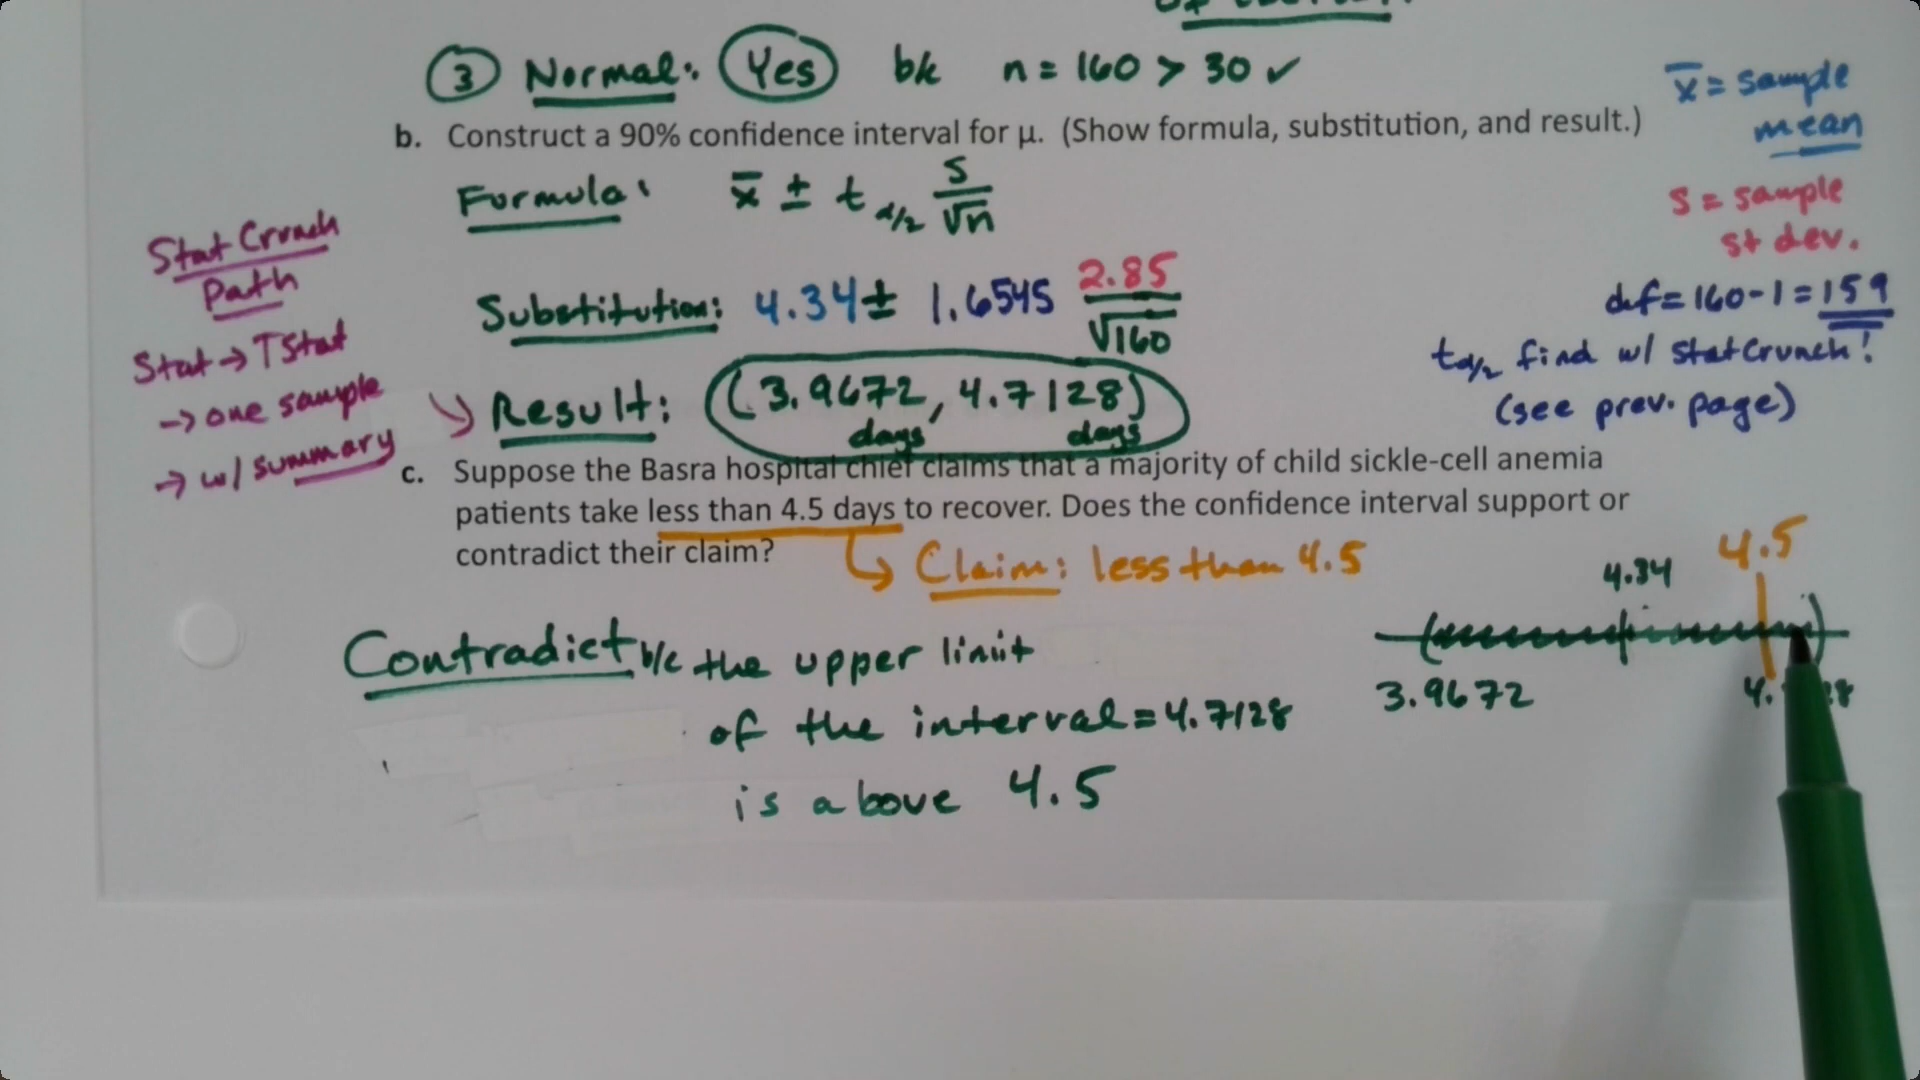 ③ Normal: Yes b/c n = 160 > 30 ✓
b. Construct a 90% confidence interval for μ. (Show formula, substitution, and result.)
x̄ = sample
mean
Formula: x̄ ± t α/2 s/√n
s = sample
st dev.
StatCrunch
Path
Stat → TStat
→ one sample
→ w/ summary
Substitution: 4.34 ± 1.6545 2.85/√160
df = 160-1 = 159
tα/2 find w/ StatCrunch!
(see prev. page)
Result: (3.9672, 4.7128)
days days
c. Suppose the Basra hospital chief claims that a majority of child sickle-cell anemia
patients take less than 4.5 days to recover. Does the confidence interval support or
contradict their claim?
Claim: less than 4.5
4.34 4.5
3.9672
Contradict b/c the upper limit
of the interval = 4.7128
is above 4.5